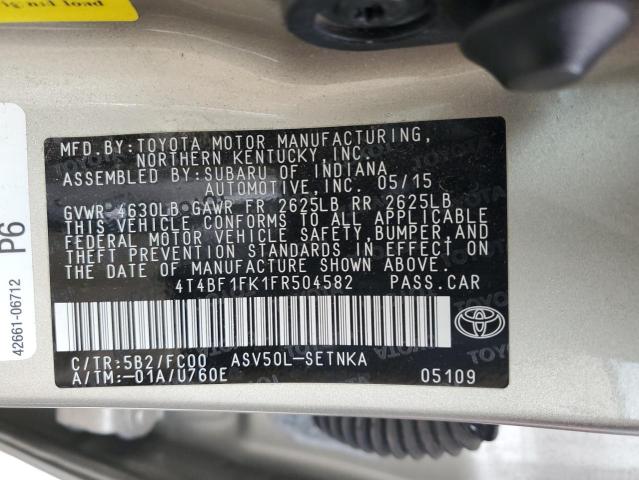 MFD.BY:TOYOTA MOTOR MANUFACTURING,
NORTHERN KENTUCKY,INC.
ASSEMBLED BY:SUBARU OF INDIANA
AUTOMOTIVE,INC. 05/15
GVWR 4630LB GAWR FR 2625LB RR 2625LB
THIS VEHICLE CONFORMS TO ALL APPLICABLE
FEDERAL MOTOR VEHICLE SAFETY,BUMPER,AND
THEFT PREVENTION STANDARDS IN EFFECT ON
THE DATE OF MANUFACTURE SHOWN ABOVE.
4T4BF1FK1FR504582 PASS.CAR
C/TR:5B2/FC00 ASV50L-SETNKA
A/TM:-01A/U760E 05109
TOYOTA
P6
42661-06712
load